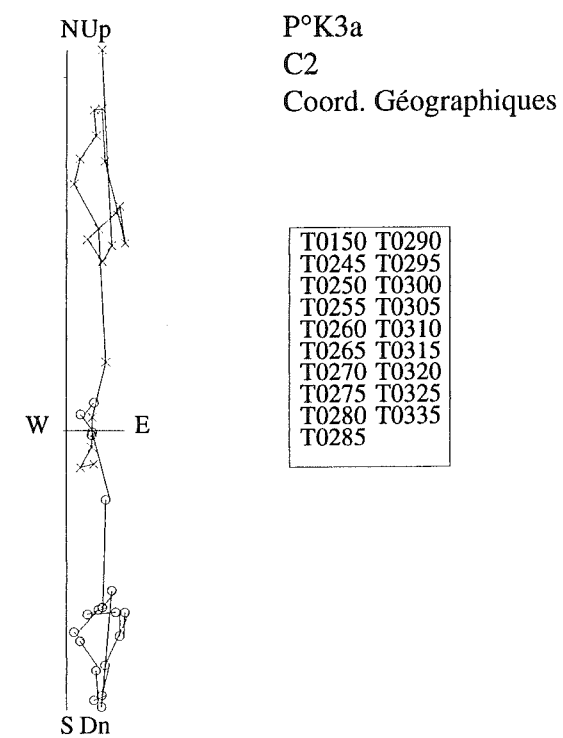 N Up
P°K3a
C2
Coord. Géographiques
T0150 T0290
T0245 T0295
T0250 T0300
T0255 T0305
T0260 T0310
T0265 T0315
T0270 T0320
T0275 T0325
T0280 T0335
T0285
W E
S Dn